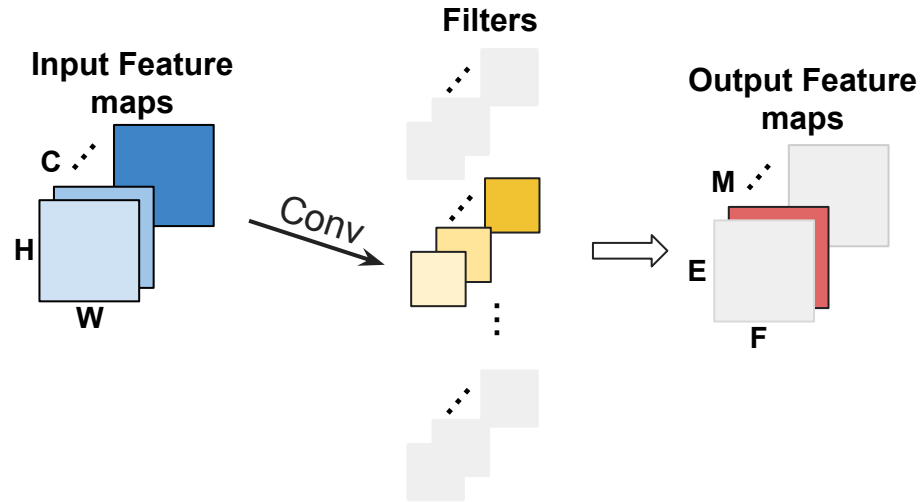 Filters
Input Feature
maps
Output Feature
maps
C
M
Conv
H
E
W
F